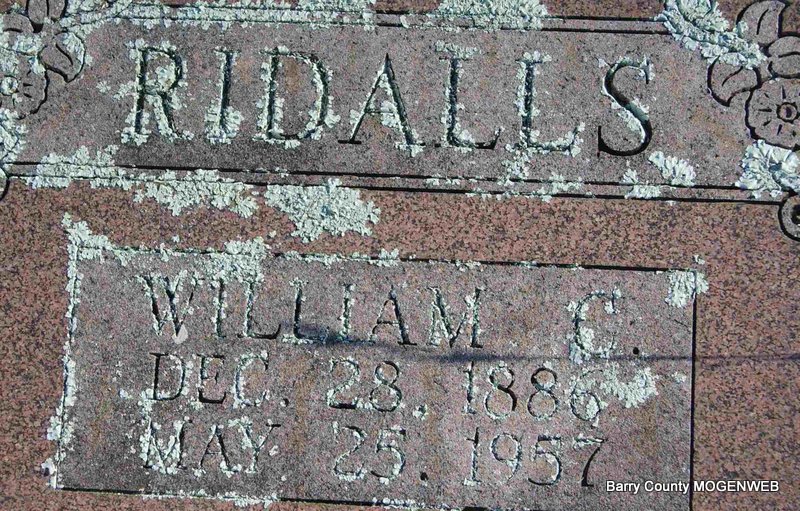 RIDALLS
WILLIAM C.
DEC. 28, 1886
MAY 25, 1957
Barry County MOGENWEB